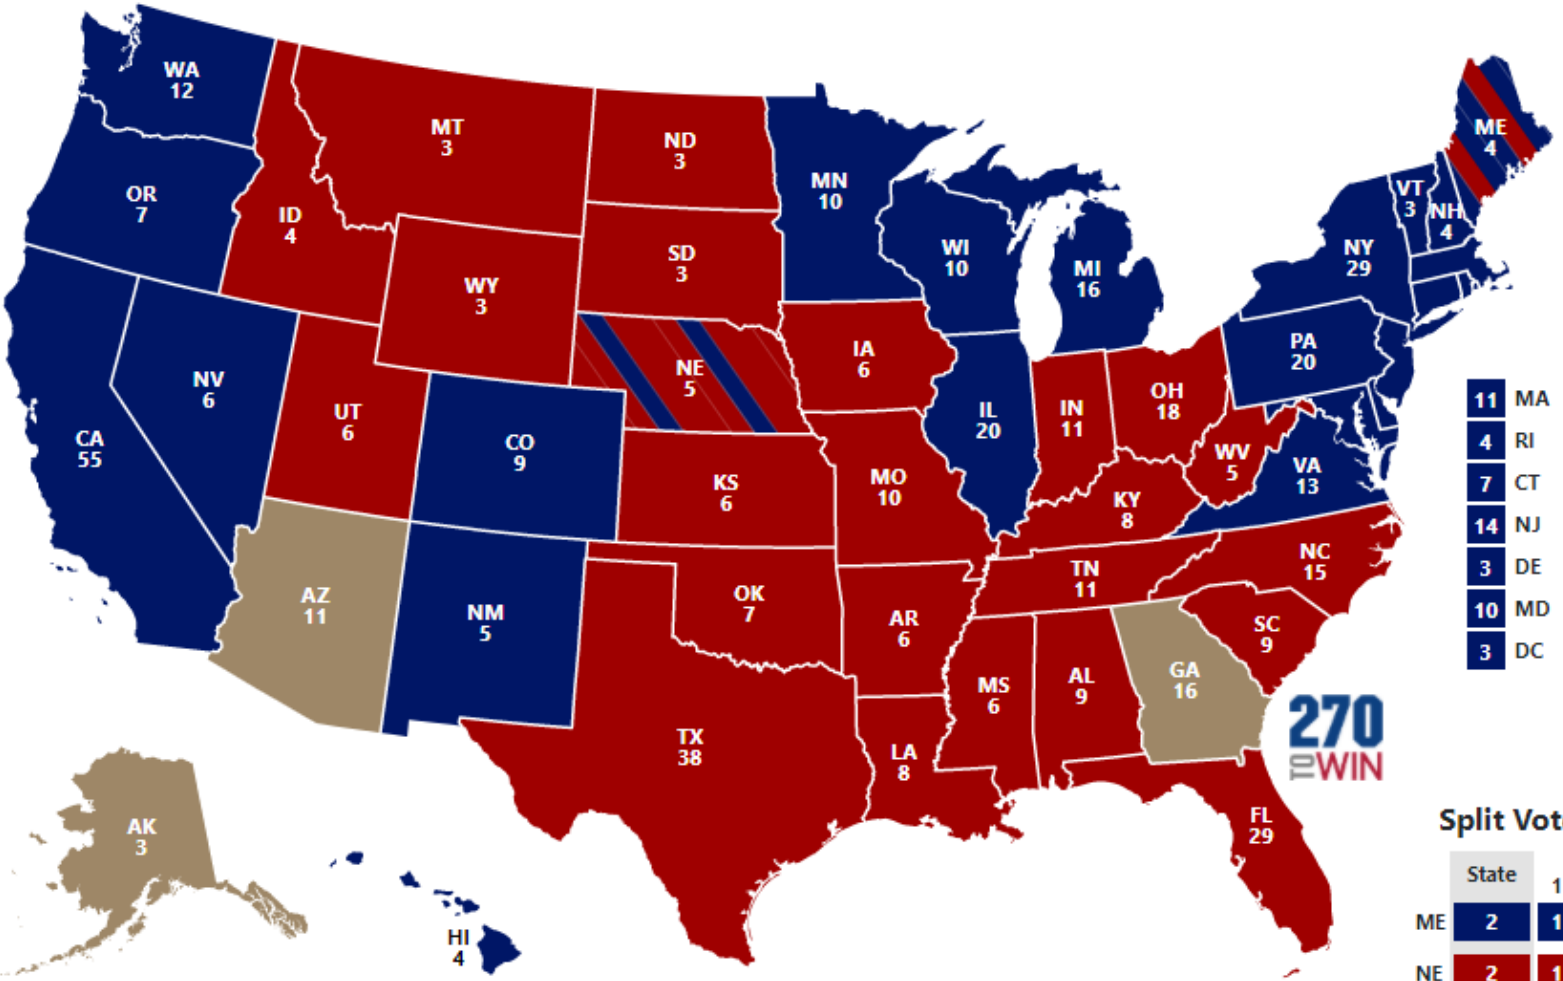 WA
12
OR
7
CA
55
NV
6
ID
4
MT
3
WY
3
UT
6
CO
9
AZ
11
NM
5
ND
3
SD
3
NE
5
KS
6
OK
7
TX
38
MN
10
IA
6
MO
10
AR
6
LA
8
WI
10
IL
20
MI
16
IN
11
OH
18
KY
8
TN
11
MS
6
AL
9
GA
16
FL
29
SC
9
NC
15
VA
13
WV
5
PA
20
NY
29
VT
3
NH
4
ME
4
AK
3
HI
4
11 MA
4 RI
7 CT
14 NJ
3 DE
10 MD
3 DC
270
TO WIN
Split Vot
State 1
ME 2 1
NE 2 1